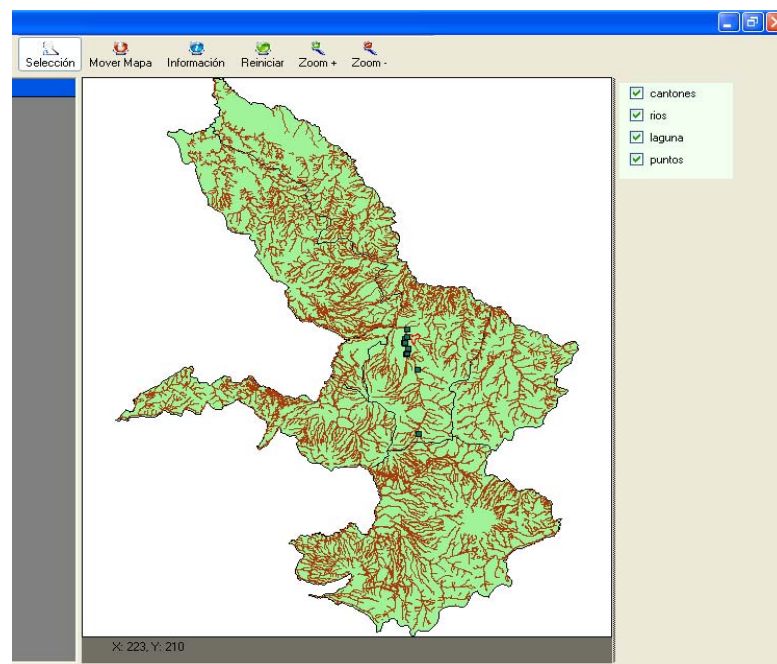 Selección Mover Mapa Información Reiniciar Zoom + Zoom -
cantones
rios
laguna
puntos
X: 223, Y: 210